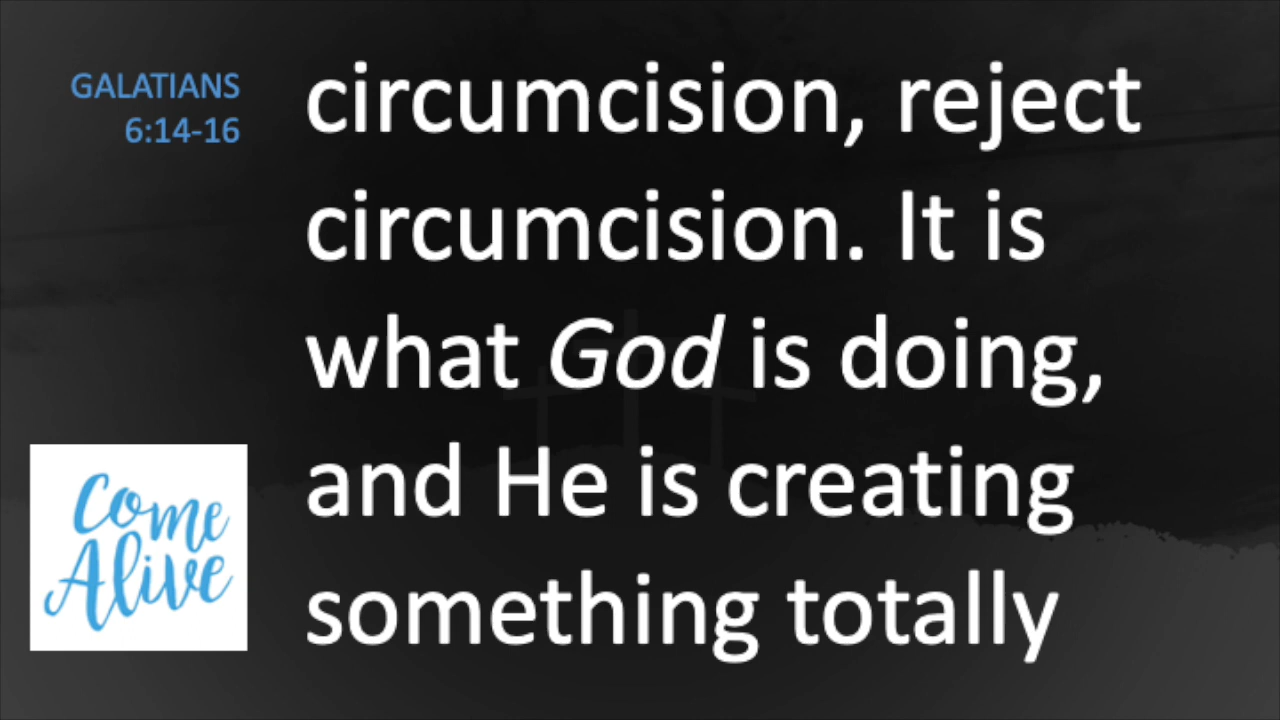 GALATIANS
6:14-16
circumcision, reject
circumcision. It is
what God is doing,
and He is creating
something totally
Come
Alive